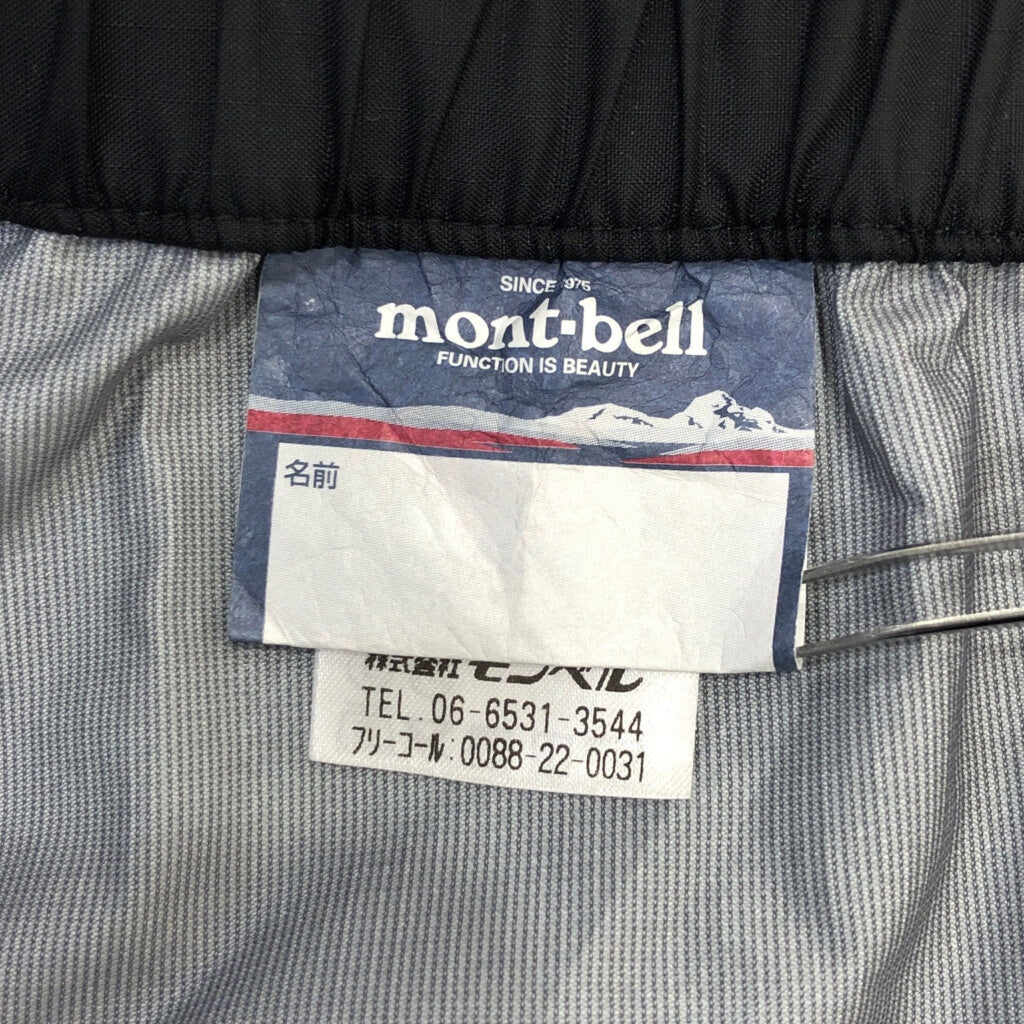 SINCE 1975
mont-bell
FUNCTION IS BEAUTY
名前
株式会社モンベル
TEL.06-6531-3544
フリーコール:0088-22-0031